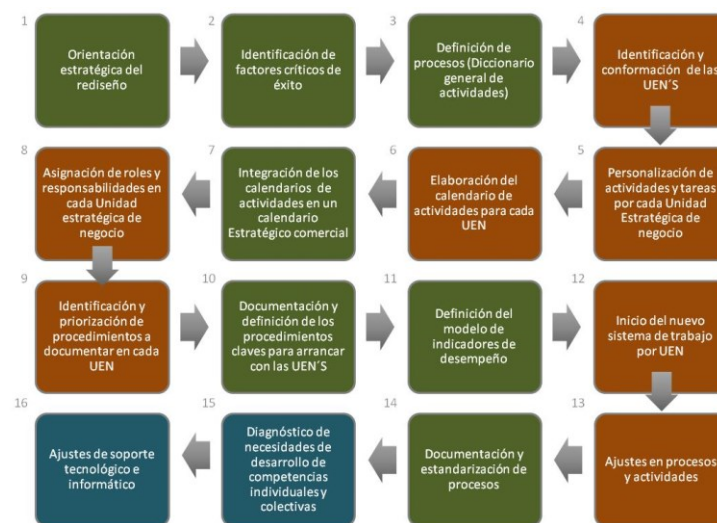 1
Orientación
estratégica del
rediseño
2
Identificación de
factores críticos de
éxito
3
Definición de
procesos (Diccionario
general de
actividades)
4
Identificación y
conformación de las
UEN´S
8
Asignación de roles y
responsabilidades en
cada Unidad
estratégica de
negocio
7
Integración de los
calendarios de
actividades en un
calendario
Estratégico comercial
6
Elaboración del
calendario de
actividades para cada
UEN
5
Personalización de
actividades y tareas
por cada Unidad
Estratégica de
negocio
9
Identificación y
priorización de
procedimientos a
documentar en cada
UEN
10
Documentación y
definición de los
procedimientos
claves para arrancar
con las UEN´S
11
Definición del
modelo de
indicadores de
desempeño
12
Inicio del nuevo
sistema de trabajo
por UEN
16
Ajustes de soporte
tecnológico e
informático
15
Diagnóstico de
necesidades de
desarrollo de
competencias
individuales y
colectivas
14
Documentación y
estandarización de
procesos
13
Ajustes en procesos
y actividades